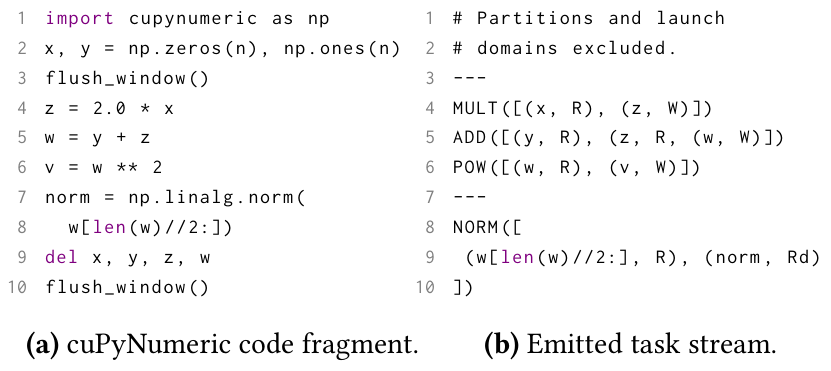 1 import cupynumeric as np
2 x, y = np.zeros(n), np.ones(n)
3 flush_window()
4 z = 2.0 * x
5 w = y + z
6 v = w ** 2
7 norm = np.linalg.norm(
8   w[len(w)//2:])
9 del x, y, z, w
10 flush_window()
(a) cuPyNumeric code fragment.
1 # Partitions and launch
2 # domains excluded.
3 ---
4 MULT([(x, R), (z, W)])
5 ADD([(y, R), (z, R, (w, W)])
6 POW([(w, R), (v, W)])
7 ---
8 NORM([
9  (w[len(w)//2:], R), (norm, Rd)
10 ])
(b) Emitted task stream.